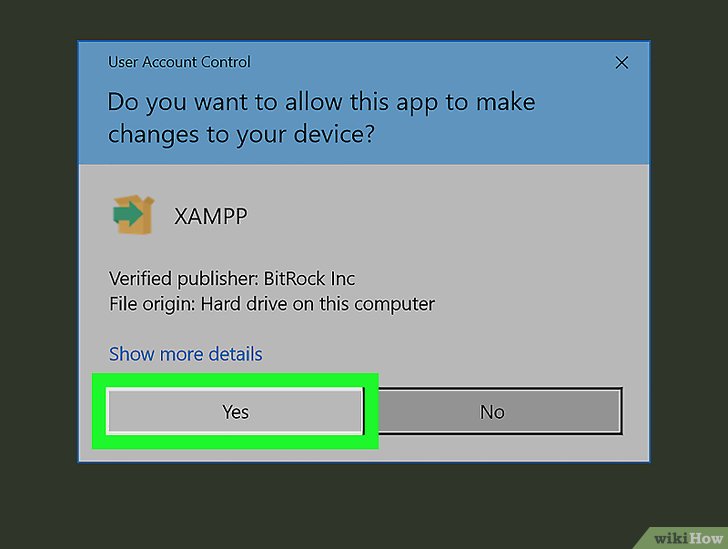 User Account Control
Do you want to allow this app to make
changes to your device?
XAMPP
Verified publisher: BitRock Inc
File origin: Hard drive on this computer
Show more details
Yes
No
wikiHow